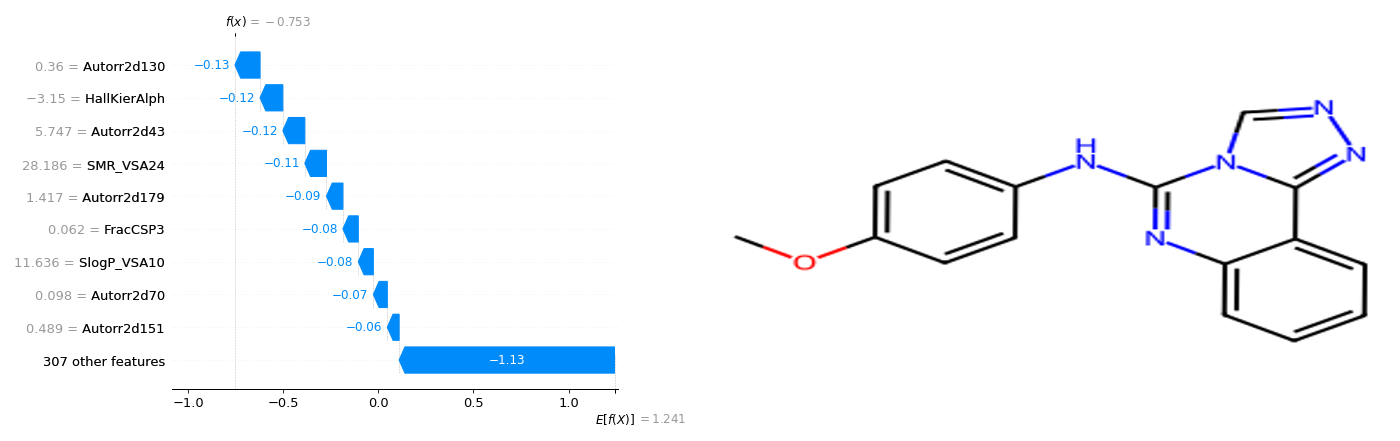 f(x) = −0.753
0.36 = Autorr2d130
−0.13
−3.15 = HallKierAlph
−0.12
5.747 = Autorr2d43
−0.12
28.186 = SMR_VSA24
−0.11
1.417 = Autorr2d179
−0.09
0.062 = FracCSP3
−0.08
11.636 = SlogP_VSA10
−0.08
0.098 = Autorr2d70
−0.07
0.489 = Autorr2d151
−0.06
307 other features
−1.13
−1.0 −0.5 0.0 0.5 1.0
E[f(X)] = 1.241
H
N
N
N
N
N
O